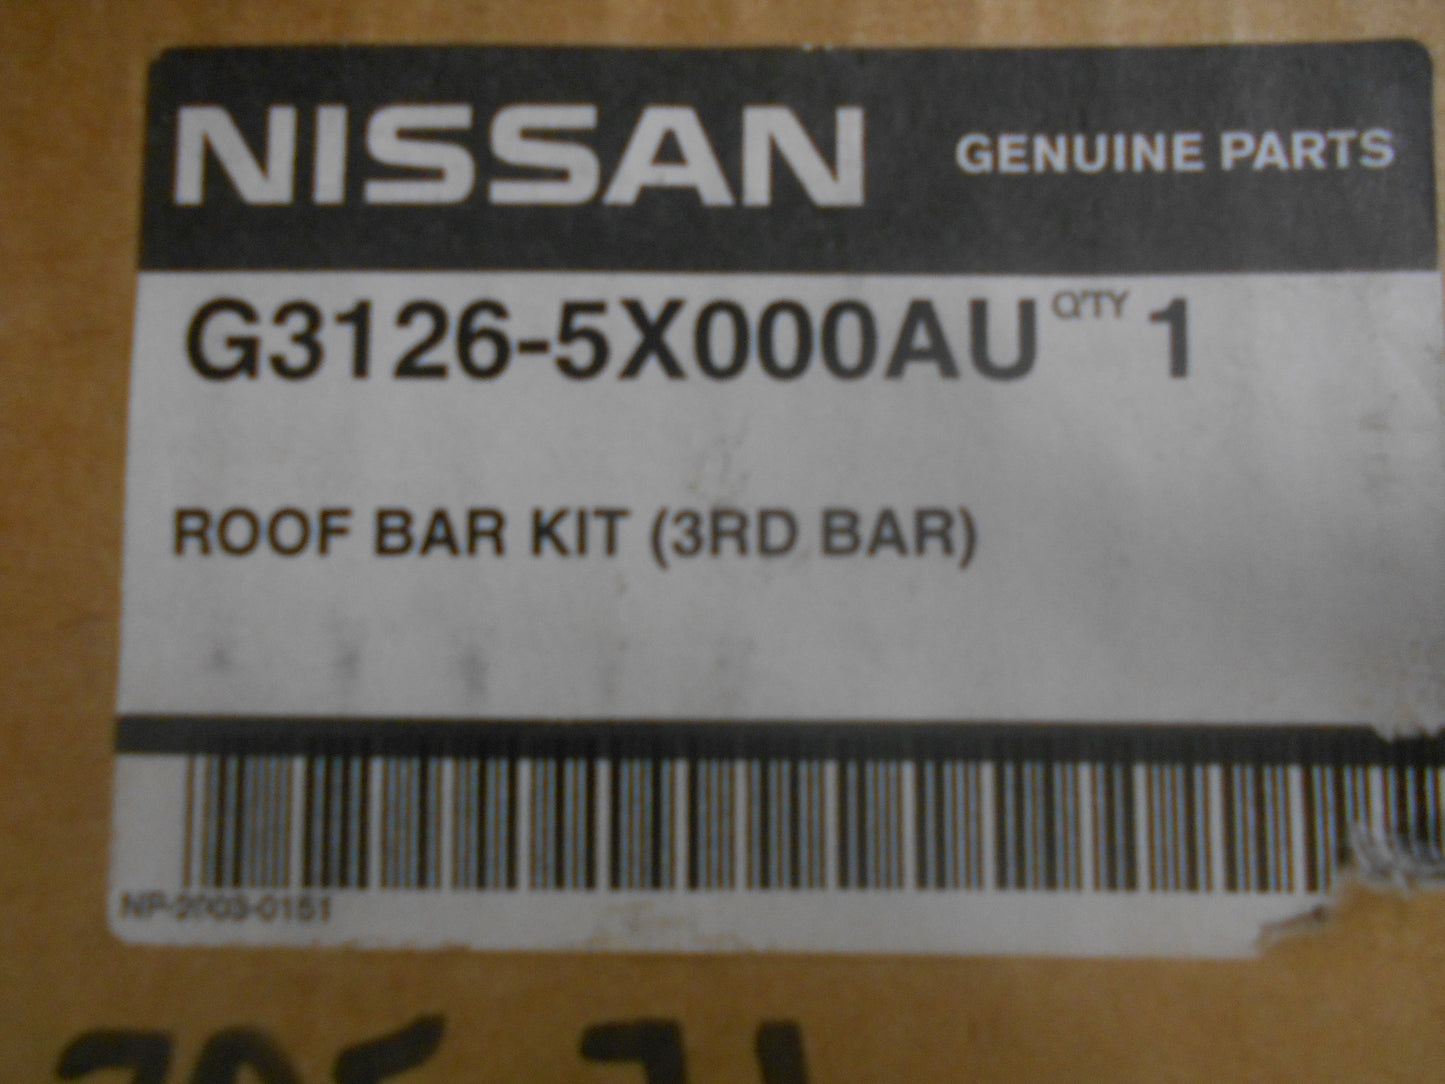 NISSAN GENUINE PARTS
G3126-5X000AU Q'TY 1
ROOF BAR KIT (3RD BAR)
NP-2003-0151